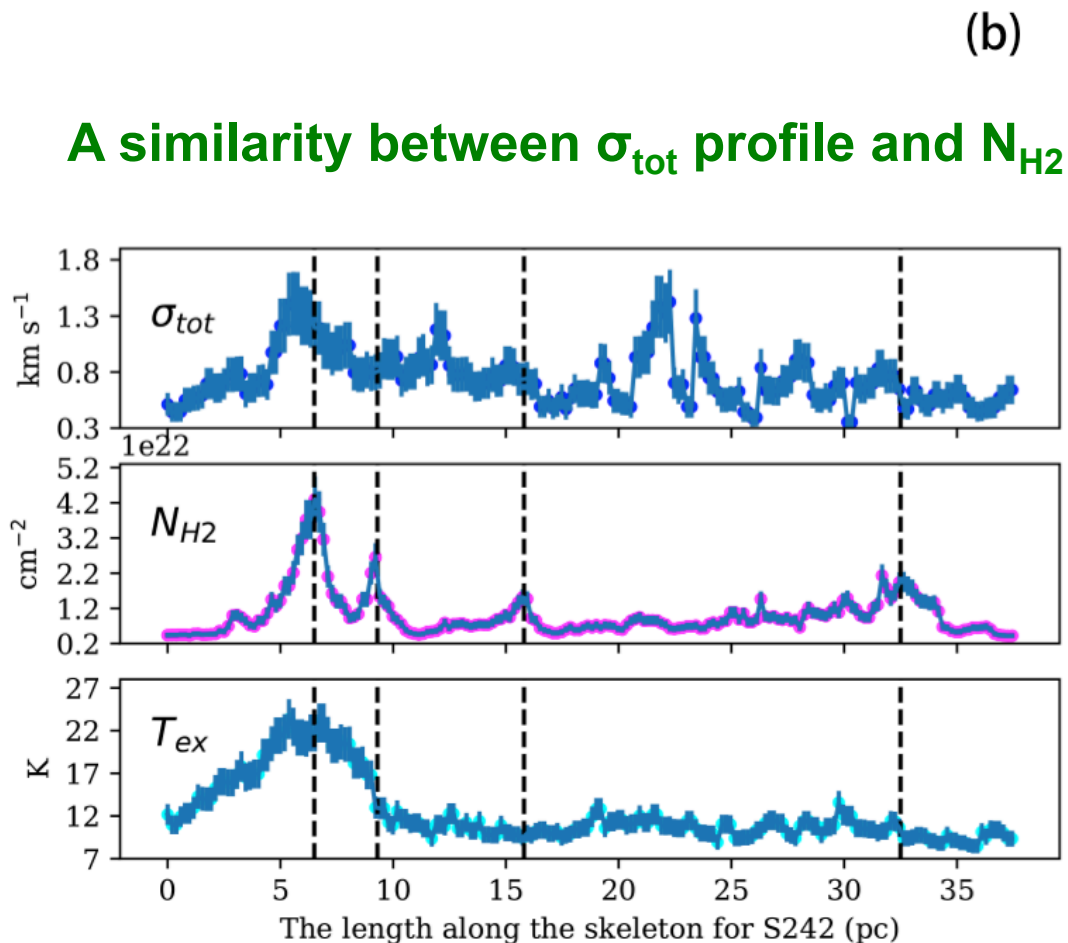 (b)
A similarity between σtot profile and NH2
1.8
1.3
0.8
0.3
km s⁻¹
σtot
1e22
5.2
4.2
3.2
2.2
1.2
0.2
cm⁻²
NH2
27
22
17
12
7
K
Tex
0 5 10 15 20 25 30 35
The length along the skeleton for S242 (pc)